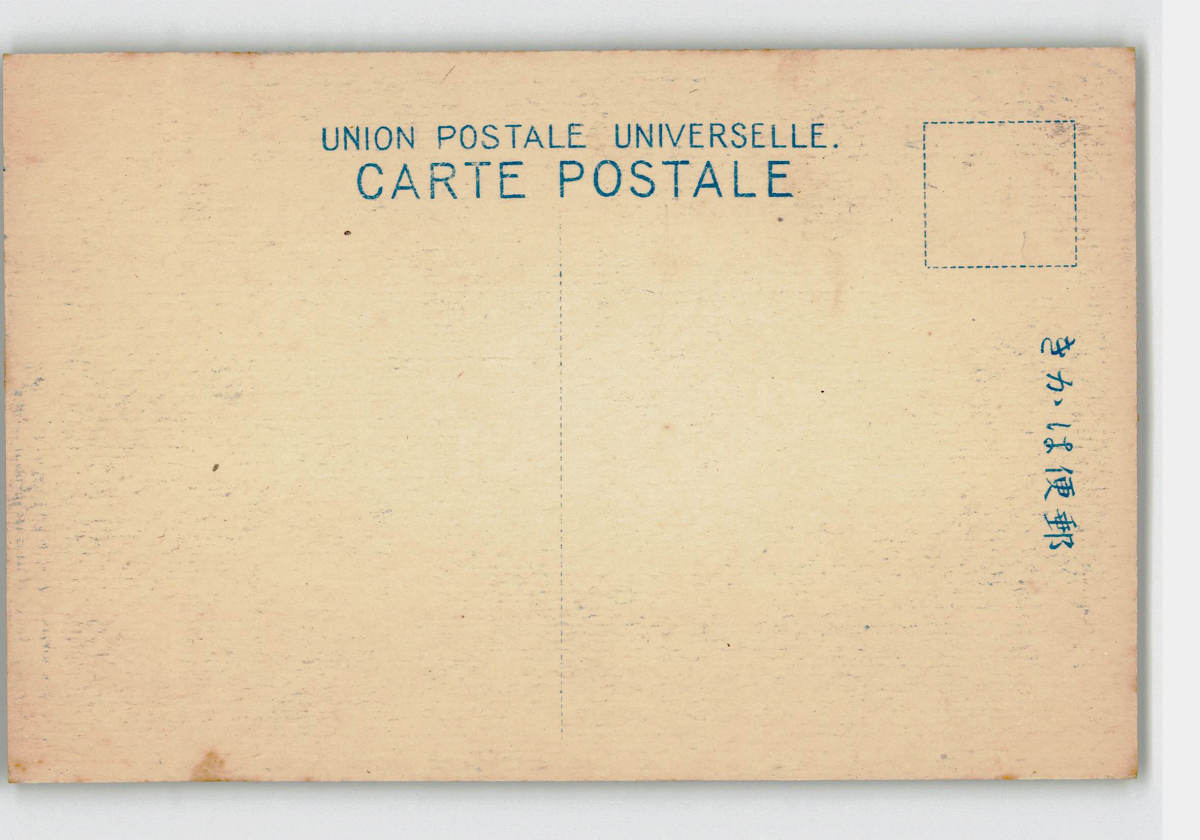 UNION POSTALE UNIVERSELLE.
CARTE POSTALE
郵便はかき